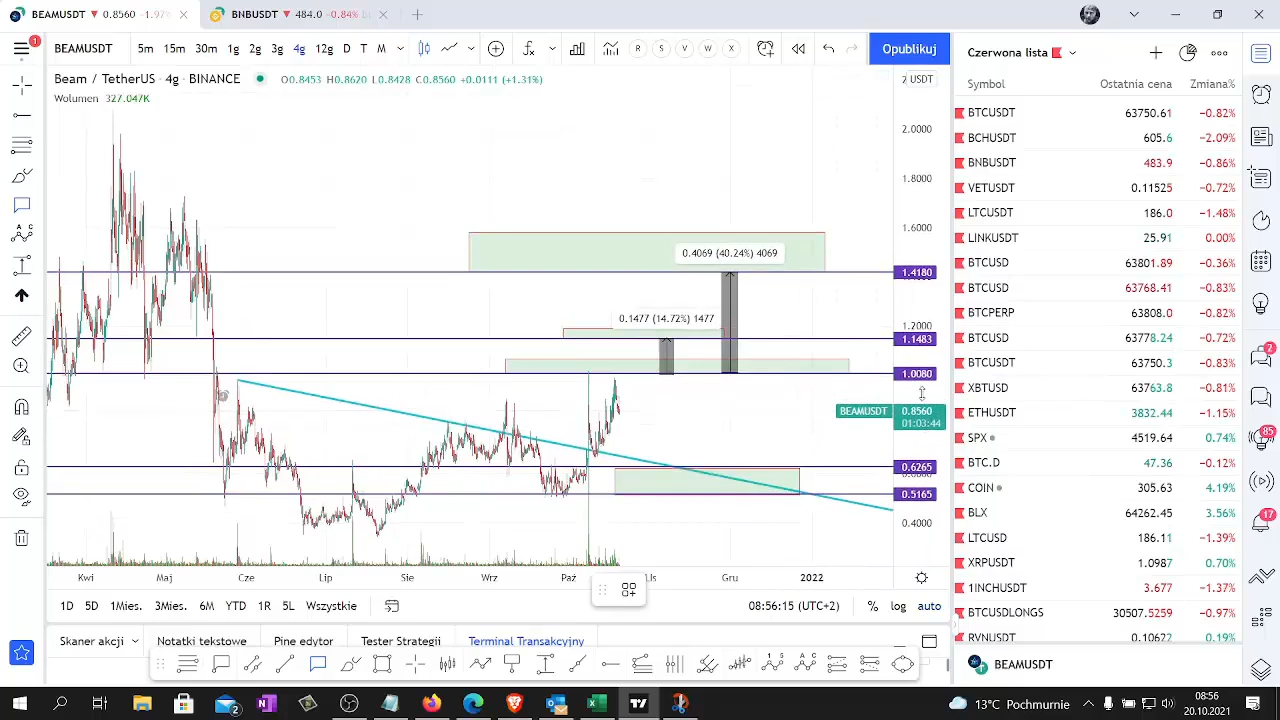 BEAMUSDT ▼ 0.8560 −1.97%
BNBUSDT ▼ 484.0 −0.84%
1
BEAMUSDT 5m 15m 30m 1g 2g 3g 4g 12g D T M
R S V W X
Opublikuj
Czerwona lista
Beam / TetherUS · 4g · BINANCE O0.8453 H0.8620 L0.8428 C0.8560 +0.0111 (+1.31%)
USDT
Wolumen 327.047K
2.0000
1.8000
1.6000
1.4180
1.2000
1.1483
1.0080
BEAMUSDT 0.8560
01:03:44
0.6265
0.5165
0.4000
0.4069 (40.24%) 4069
0.1477 (14.72%) 1477
Kwi Maj Cze Lip Sie Wrz Paź Gru 2022
1D 5D 1Mies. 3Mies. 6M YTD 1R 5L Wszystkie
08:56:15 (UTC+2) % log auto
Skaner akcji Notatki tekstowe Pine edytor Tester Strategii Terminal Transakcyjny
Symbol Ostatnia cena Zmiana%
BTCUSDT 63750.61 −0.82%
BCHUSDT 605.6 −2.09%
BNBUSDT 483.9 −0.86%
VETUSDT 0.11525 −0.72%
LTCUSDT 186.0 −1.48%
LINKUSDT 25.91 0.00%
BTCUSD 63801.89 −0.36%
BTCUSD 63768.41 −0.83%
BTCPERP 63808.0 −0.82%
BTCUSD 63778.24 −0.72%
BTCUSDT 63750.3 −0.83%
XBTUSD 63763.8 −0.81%
ETHUSDT 3832.44 −1.15%
SPX 4519.64 0.74%
BTC.D 47.36 −0.12%
COIN 305.63 4.19%
BLX 64262.45 3.56%
LTCUSD 186.11 −1.39%
XRPUSDT 1.0987 0.70%
1INCHUSDT 3.677 −1.37%
BTCUSDLONGS 30507.5259 −0.97%
RVNUSDT 0.10622 0.19%
BEAMUSDT
2
85
17
13°C Pochmurnie
08:56
20.10.2021